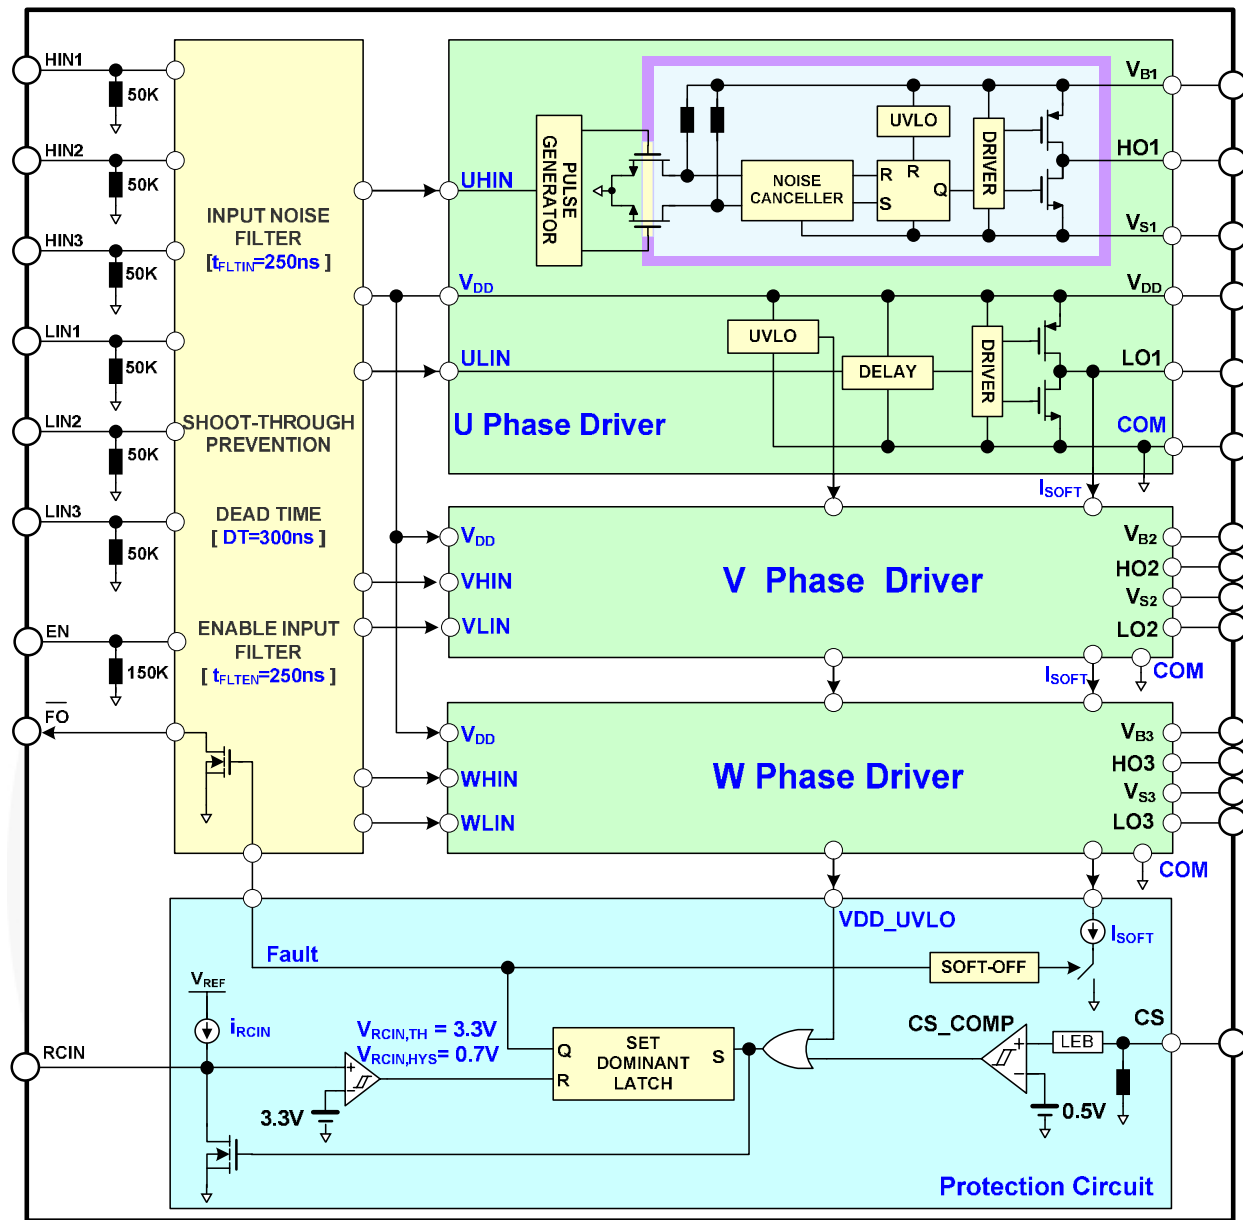 HIN1
50K
HIN2
50K
HIN3
50K
LIN1
50K
LIN2
50K
LIN3
50K
EN
150K
FO
RCIN
INPUT NOISE
FILTER
[tFLTIN=250ns ]
SHOOT-THROUGH
PREVENTION
DEAD TIME
[ DT=300ns ]
ENABLE INPUT
FILTER
[ tFLTEN=250ns ]
UHIN
VDD
ULIN
PULSE
GENERATOR
NOISE
CANCELLER
UVLO
R
R
S
Q
DRIVER
VB1
HO1
VS1
VDD
LO1
COM
UVLO
DELAY
DRIVER
U Phase Driver
ISOFT
VDD
VHIN
VLIN
V Phase Driver
VB2
HO2
VS2
LO2
COM
ISOFT
VDD
WHIN
WLIN
W Phase Driver
VB3
HO3
VS3
LO3
COM
VDD_UVLO
ISOFT
Fault
SOFT-OFF
VREF
iRCIN
VRCIN,TH = 3.3V
VRCIN,HYS= 0.7V
3.3V
Q
R
S
SET
DOMINANT
LATCH
CS_COMP
LEB
CS
0.5V
Protection Circuit